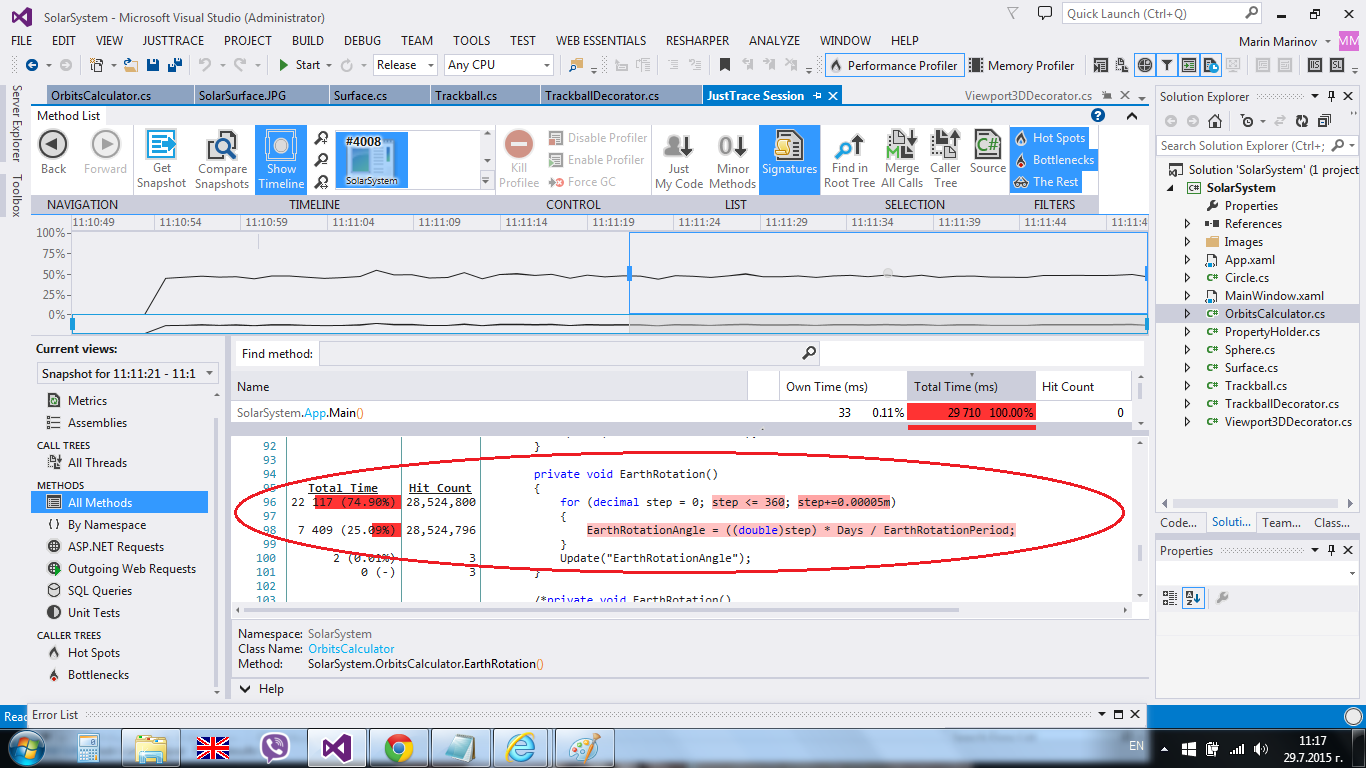 SolarSystem - Microsoft Visual Studio (Administrator)
Quick Launch (Ctrl+Q)
FILE EDIT VIEW JUSTTRACE PROJECT BUILD DEBUG TEAM TOOLS TEST WEB ESSENTIALS RESHARPER ANALYZE WINDOW HELP
Marin Marinov MM
Start Release Any CPU Performance Profiler Memory Profiler
Server Explorer
Toolbox
OrbitsCalculator.cs SolarSurface.JPG Surface.cs Trackball.cs TrackballDecorator.cs JustTrace Session Viewport3DDecorator.cs
Method List
Back
Forward
Get Snapshot
Compare Snapshots
Show Timeline
#4008
SolarSystem
Kill Profilee
Disable Profiler
Enable Profiler
Force GC
Just My Code
Minor Methods
Signatures
Find in Root Tree
Merge All Calls
Caller Tree
Source
Hot Spots
Bottlenecks
The Rest
NAVIGATION TIMELINE CONTROL LIST SELECTION FILTERS
11:10:49 11:10:54 11:10:59 11:11:04 11:11:09 11:11:14 11:11:19 11:11:24 11:11:29 11:11:34 11:11:39 11:11:44 11:11:4
100%
75%
50%
25%
0%
Current views:
Snapshot for 11:11:21 - 11:1
Metrics
Assemblies
CALL TREES
All Threads
METHODS
All Methods
By Namespace
ASP.NET Requests
Outgoing Web Requests
SQL Queries
Unit Tests
CALLER TREES
Hot Spots
Bottlenecks
Find method:
Name Own Time (ms) Total Time (ms) Hit Count
SolarSystem.App.Main() 33 0.11% 29 710 100.00% 0
92 }
93
94 private void EarthRotation()
95 Total Time Hit Count {
96 22 117 (74.90%) 28,524,800 for (decimal step = 0; step <= 360; step+=0.00005m)
97 {
98 7 409 (25.09%) 28,524,796 EarthRotationAngle = ((double)step) * Days / EarthRotationPeriod;
99 }
100 2 (0.01%) 3 Update("EarthRotationAngle");
101 0 (-) 3 }
102
103 /*private void EarthRotation()
Namespace: SolarSystem
Class Name: OrbitsCalculator
Method: SolarSystem.OrbitsCalculator.EarthRotation()
Help
Solution Explorer
Search Solution Explorer (Ctrl+;
Solution 'SolarSystem' (1 project
SolarSystem
Properties
References
Images
App.xaml
Circle.cs
MainWindow.xaml
OrbitsCalculator.cs
PropertyHolder.cs
Sphere.cs
Surface.cs
Trackball.cs
TrackballDecorator.cs
Viewport3DDecorator.cs
Code... Soluti... Team... Class...
Properties
Reac
Error List
EN
11:17
29.7.2015 г.